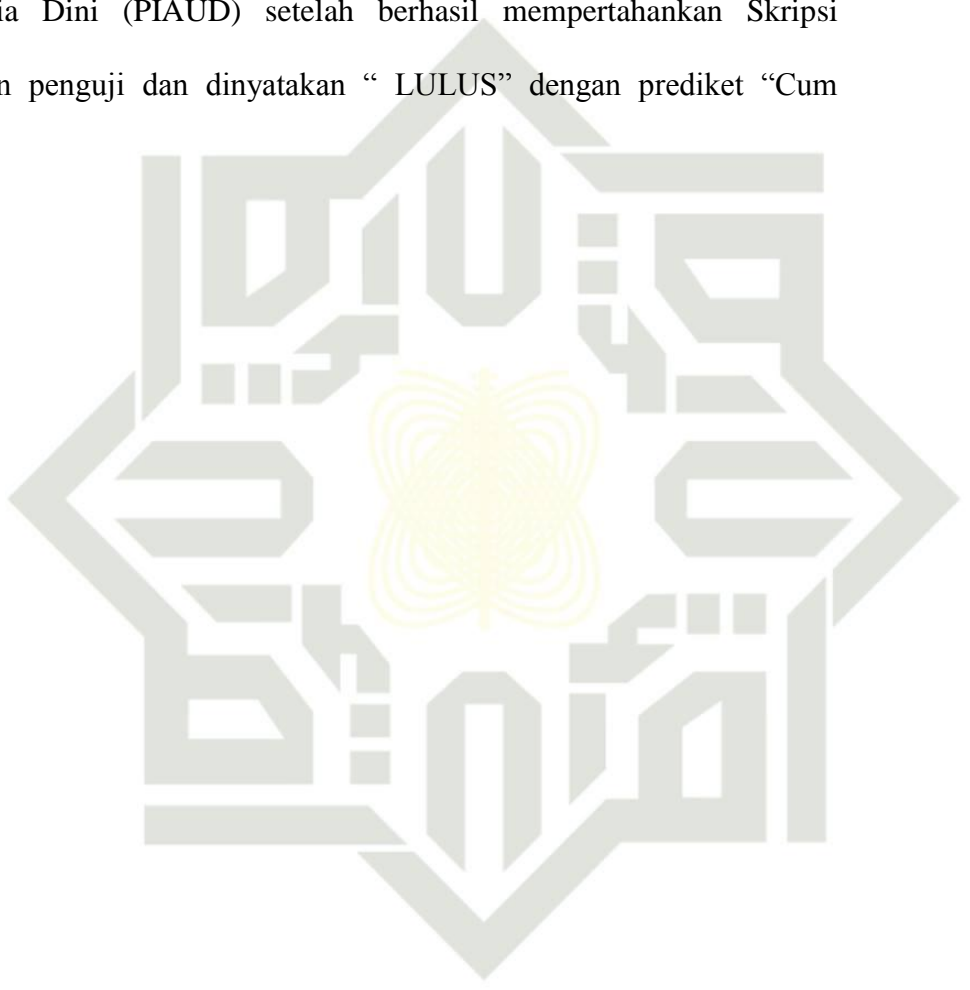 ia Dini (PIAUD) setelah berhasil mempertahankan Skripsi
n penguji dan dinyatakan “ LULUS” dengan prediket “Cum